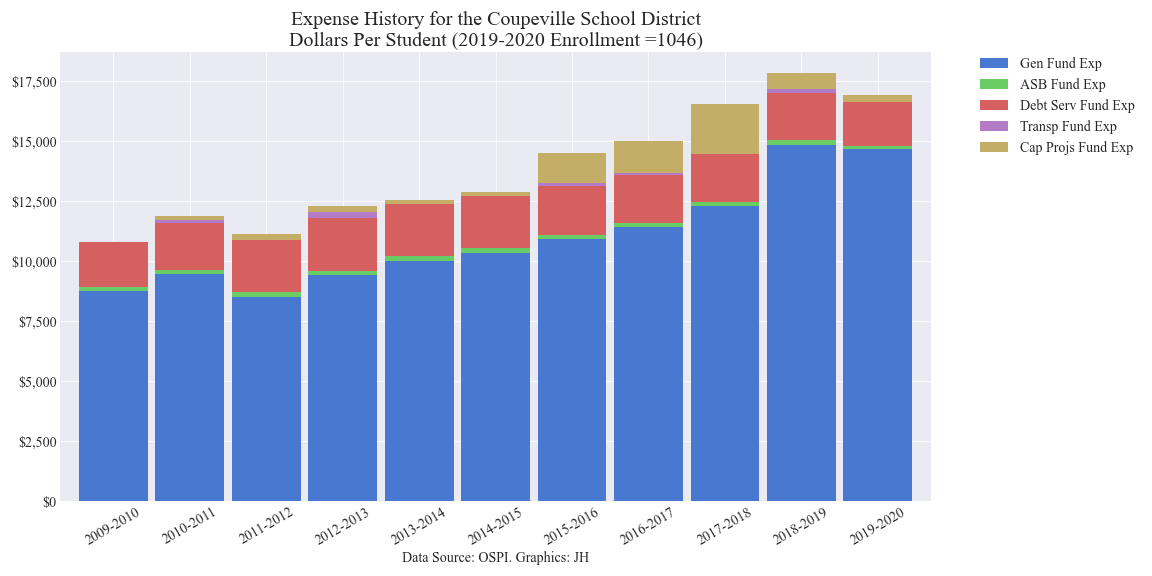 Expense History for the Coupeville School District
Dollars Per Student (2019-2020 Enrollment =1046)
Gen Fund Exp
ASB Fund Exp
Debt Serv Fund Exp
Transp Fund Exp
Cap Projs Fund Exp
$17,500
$15,000
$12,500
$10,000
$7,500
$5,000
$2,500
$0
2009-2010
2010-2011
2011-2012
2012-2013
2013-2014
2014-2015
2015-2016
2016-2017
2017-2018
2018-2019
2019-2020
Data Source: OSPI. Graphics: JH